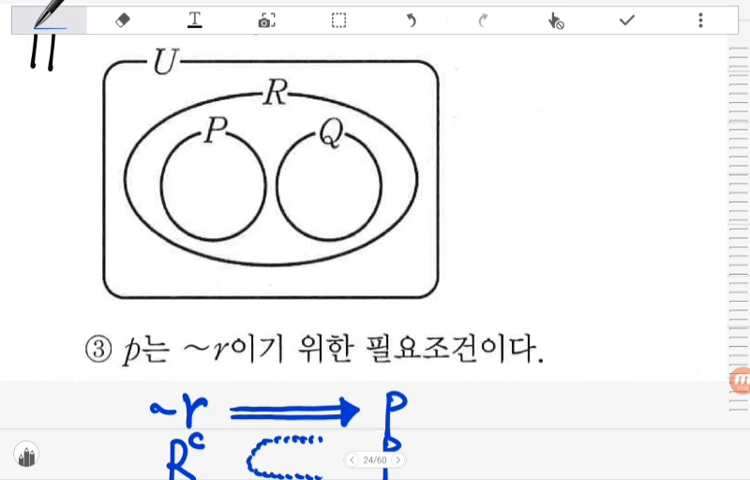 U
R
P Q
③ p는 ~r이기 위한 필요조건이다.
~r ⟹ p
Rᶜ ⊂ P
24/60